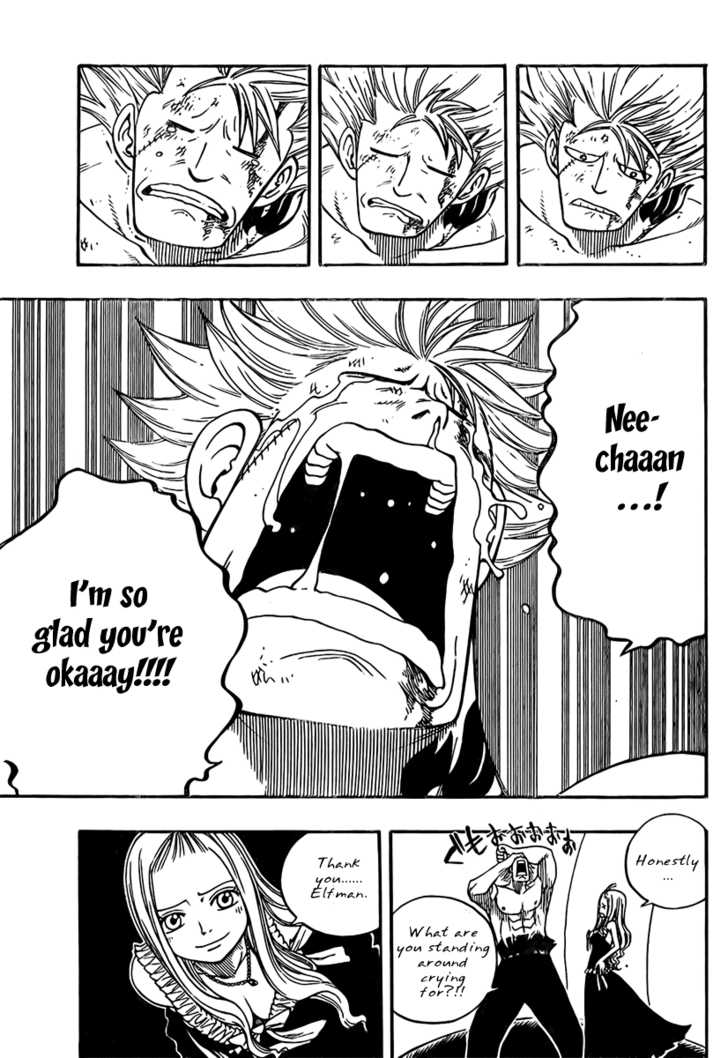 Nee-
chaaan
...!
I'm so
glad you're
okaaay!!!!
Honestly
...
What are
you standing
around
crying
for?!!
Thank
you......
Elfman.